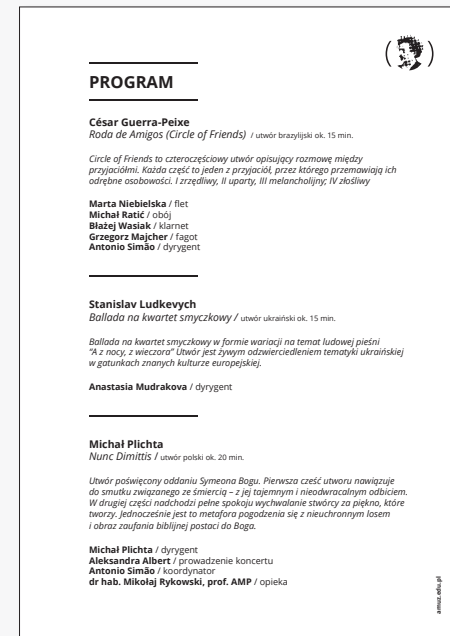 PROGRAM
César Guerra-Peixe
Roda de Amigos (Circle of Friends) / utwór brazylijski ok. 15 min.
Circle of Friends to czteroczęściowy utwór opisujący rozmowę między
przyjaciółmi. Każda część to jeden z przyjaciół, przez którego przemawiają ich
odrębne osobowości. I zrzędliwy, II uparty, III melancholijny; IV złośliwy
Marta Niebielska / flet
Michał Ratić / obój
Błażej Wasiak / klarnet
Grzegorz Majcher / fagot
Antonio Simão / dyrygent
Stanislav Ludkevych
Ballada na kwartet smyczkowy / utwór ukraiński ok. 15 min.
Ballada na kwartet smyczkowy w formie wariacji na temat ludowej pieśni
"A z nocy, z wieczora" Utwór jest żywym odzwierciedleniem tematyki ukraińskiej
w gatunkach znanych kulturze europejskiej.
Anastasia Mudrakova / dyrygent
Michał Plichta
Nunc Dimittis / utwór polski ok. 20 min.
Utwór poświęcony oddaniu Symeona Bogu. Pierwsza cześć utworu nawiązuje
do smutku związanego ze śmiercią – z jej tajemnym i nieodwracalnym odbiciem.
W drugiej części nadchodzi pełne spokoju wychwalanie stwórcy za piękno, które
tworzy. Jednocześnie jest to metafora pogodzenia się z nieuchronnym losem
i obraz zaufania biblijnej postaci do Boga.
Michał Plichta / dyrygent
Aleksandra Albert / prowadzenie koncertu
Antonio Simão / koordynator
dr hab. Mikołaj Rykowski, prof. AMP / opieka
amuz.edu.pl